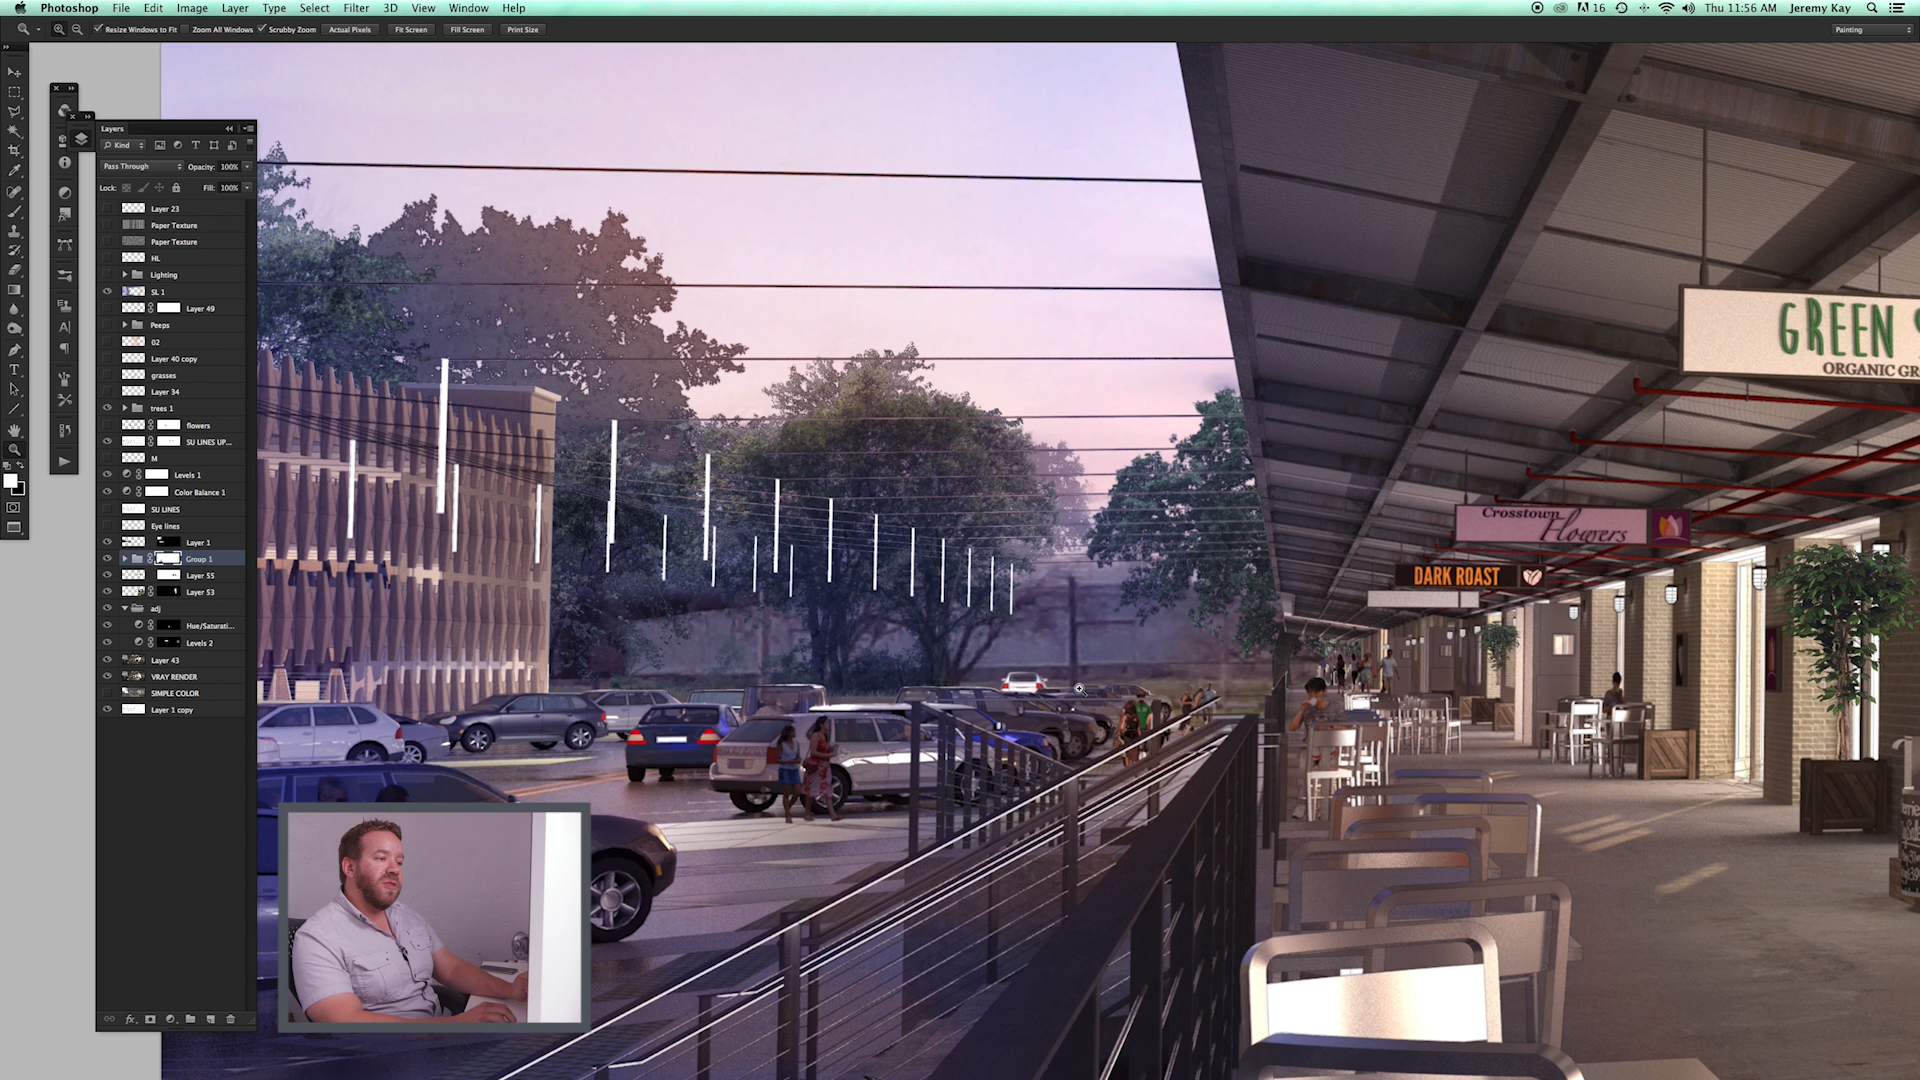 Photoshop File Edit Image Layer Type Select Filter 3D View Window Help
16 Thu 11:56 AM Jeremy Kay
Resize Windows to Fit Zoom All Windows Scrubby Zoom Actual Pixels Fit Screen Fill Screen Print Size Painting
Layers
Kind
Pass Through Opacity: 100%
Lock: Fill: 100%
Layer 23
Paper Texture
Paper Texture
HL
Lighting
SL 1
Layer 49
Peeps
02
Layer 40 copy
grasses
Layer 34
trees 1
flowers
SU LINES UP...
M
Levels 1
Color Balance 1
SU LINES
Eye lines
Layer 1
Group 1
Layer 55
Layer 53
adj
Hue/Saturati...
Levels 2
Layer 43
VRAY RENDER
SIMPLE COLOR
Layer 1 copy
GREEN
ORGANIC GR
Crosstown
Flowers
DARK ROAST